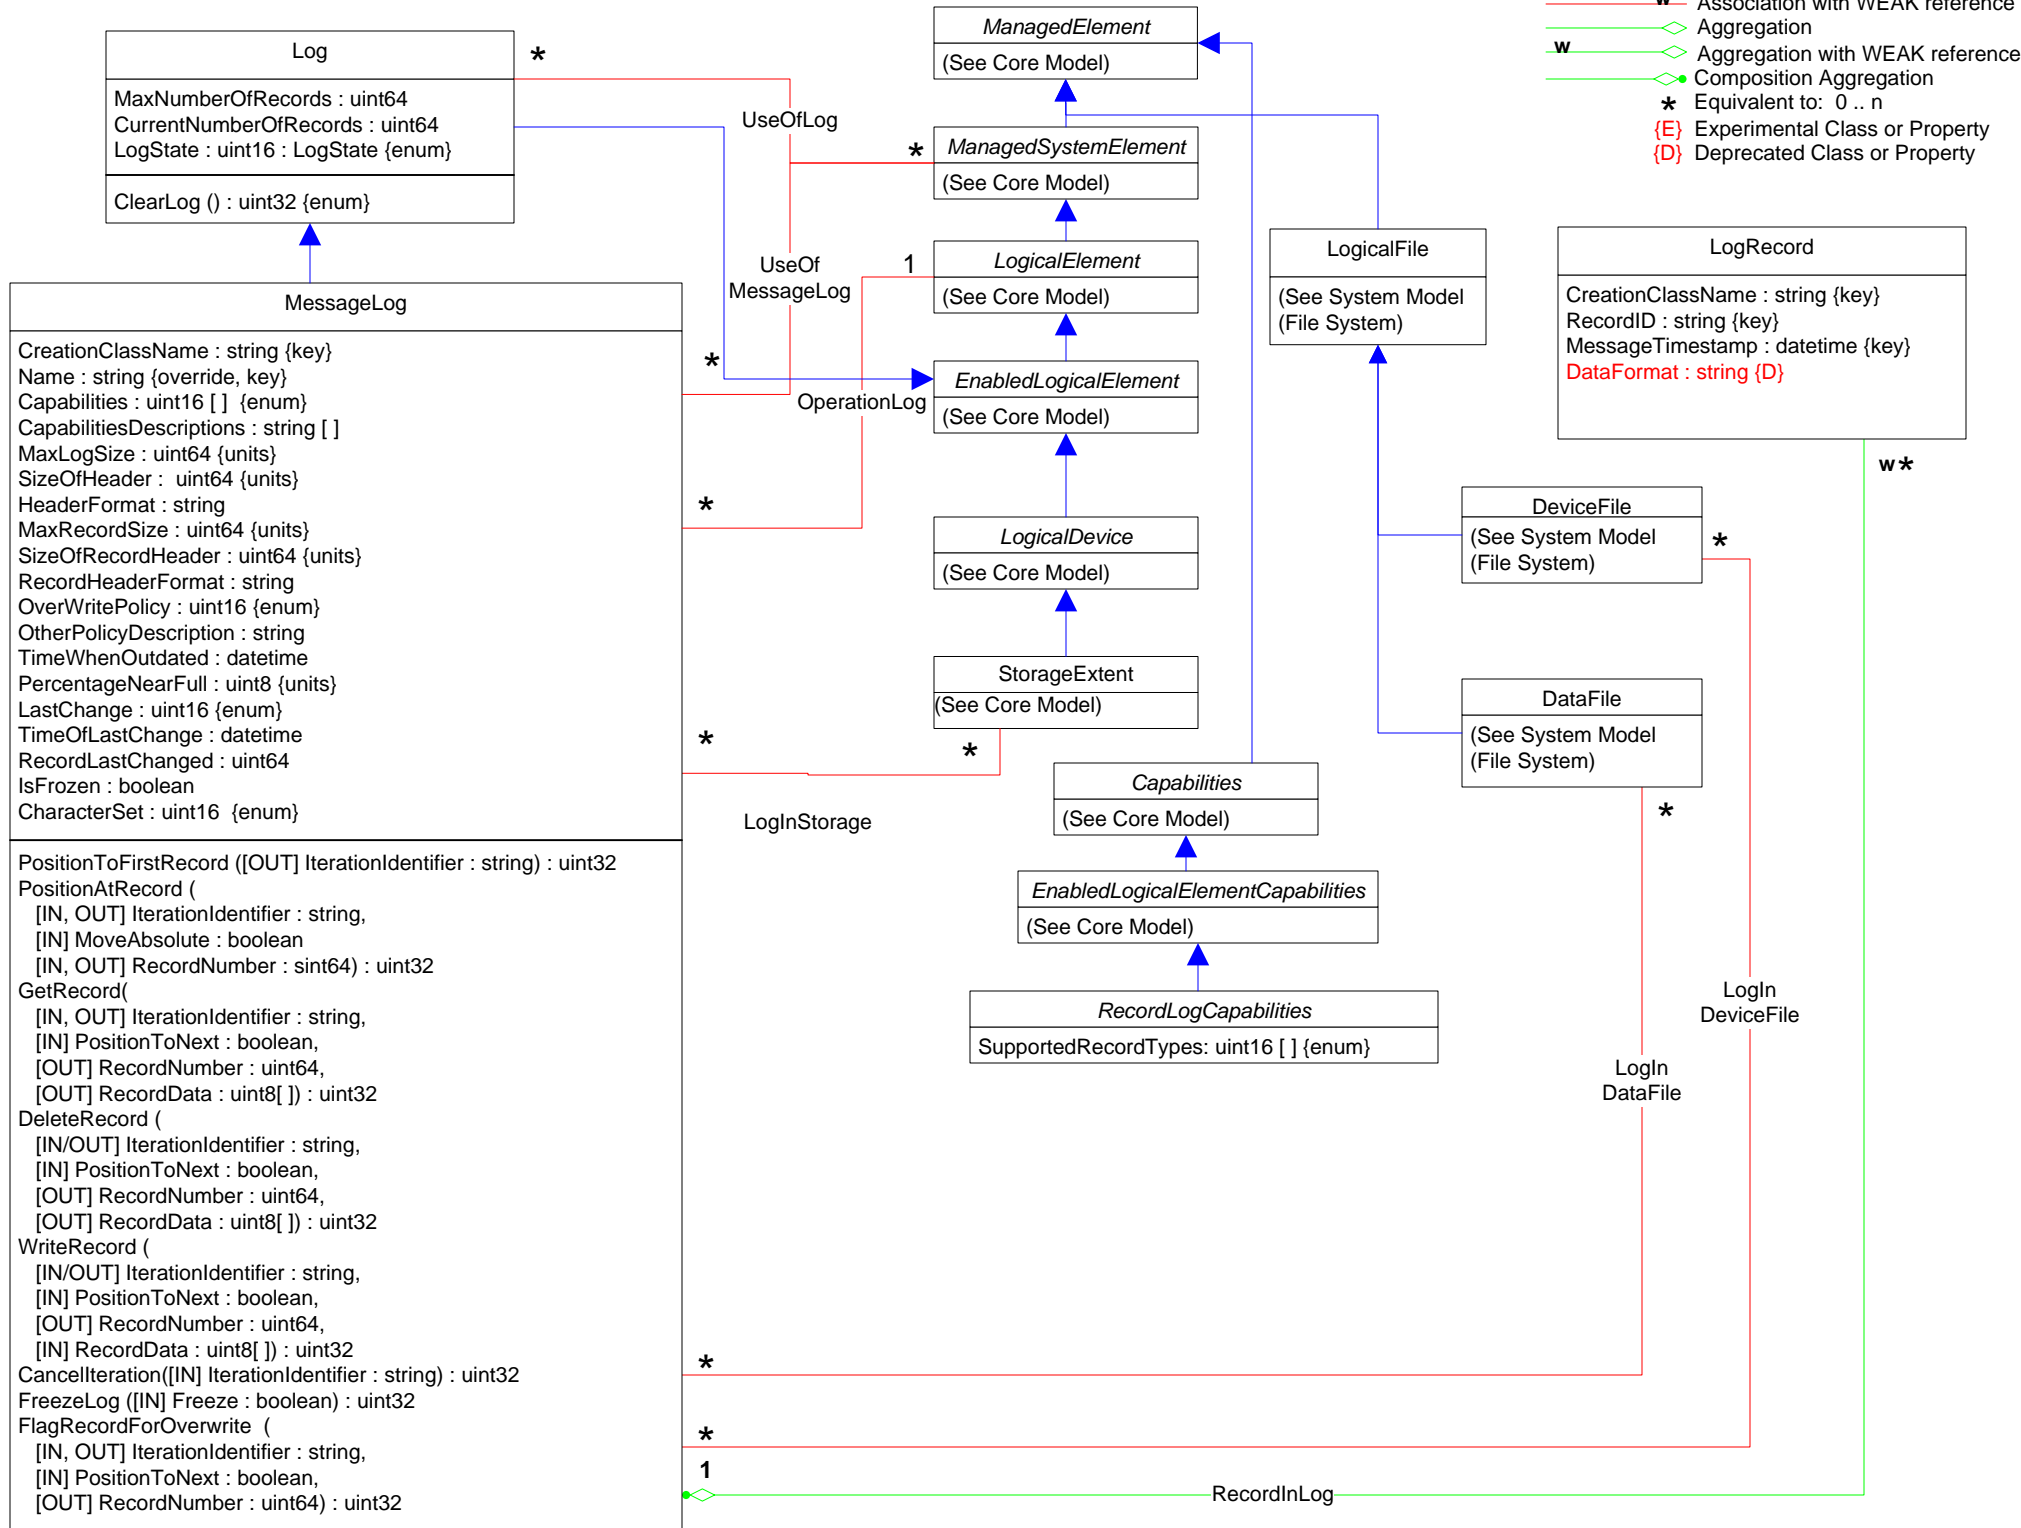 w Association with WEAK reference
Aggregation
w Aggregation with WEAK reference
Composition Aggregation
* Equivalent to: 0 .. n
{E} Experimental Class or Property
{D} Deprecated Class or Property
Log
MaxNumberOfRecords : uint64
CurrentNumberOfRecords : uint64
LogState : uint16 : LogState {enum}
ClearLog () : uint32 {enum}
*
UseOfLog
*
ManagedElement
(See Core Model)
ManagedSystemElement
(See Core Model)
UseOf
MessageLog
1
LogicalElement
(See Core Model)
LogicalFile
(See System Model
(File System)
LogRecord
CreationClassName : string {key}
RecordID : string {key}
MessageTimestamp : datetime {key}
DataFormat : string {D}
w*
MessageLog
CreationClassName : string {key}
Name : string {override, key}
Capabilities : uint16 [ ] {enum}
CapabilitiesDescriptions : string [ ]
MaxLogSize : uint64 {units}
SizeOfHeader : uint64 {units}
HeaderFormat : string
MaxRecordSize : uint64 {units}
SizeOfRecordHeader : uint64 {units}
RecordHeaderFormat : string
OverWritePolicy : uint16 {enum}
OtherPolicyDescription : string
TimeWhenOutdated : datetime
PercentageNearFull : uint8 {units}
LastChange : uint16 {enum}
TimeOfLastChange : datetime
RecordLastChanged : uint64
IsFrozen : boolean
CharacterSet : uint16 {enum}
PositionToFirstRecord ([OUT] IterationIdentifier : string) : uint32
PositionAtRecord (
[IN, OUT] IterationIdentifier : string,
[IN] MoveAbsolute : boolean
[IN, OUT] RecordNumber : sint64) : uint32
GetRecord(
[IN, OUT] IterationIdentifier : string,
[IN] PositionToNext : boolean,
[OUT] RecordNumber : uint64,
[OUT] RecordData : uint8[ ]) : uint32
DeleteRecord (
[IN/OUT] IterationIdentifier : string,
[IN] PositionToNext : boolean,
[OUT] RecordNumber : uint64,
[OUT] RecordData : uint8[ ]) : uint32
WriteRecord (
[IN/OUT] IterationIdentifier : string,
[IN] PositionToNext : boolean,
[OUT] RecordNumber : uint64,
[IN] RecordData : uint8[ ]) : uint32
CancelIteration([IN] IterationIdentifier : string) : uint32
FreezeLog ([IN] Freeze : boolean) : uint32
FlagRecordForOverwrite (
[IN, OUT] IterationIdentifier : string,
[IN] PositionToNext : boolean,
[OUT] RecordNumber : uint64) : uint32
*
OperationLog
EnabledLogicalElement
(See Core Model)
*
LogicalDevice
(See Core Model)
DeviceFile
(See System Model
(File System)
*
StorageExtent
(See Core Model)
*
*
LogInStorage
DataFile
(See System Model
(File System)
*
Capabilities
(See Core Model)
EnabledLogicalElementCapabilities
(See Core Model)
RecordLogCapabilities
SupportedRecordTypes: uint16 [ ] {enum}
LogIn
DeviceFile
LogIn
DataFile
*
*
1
RecordInLog